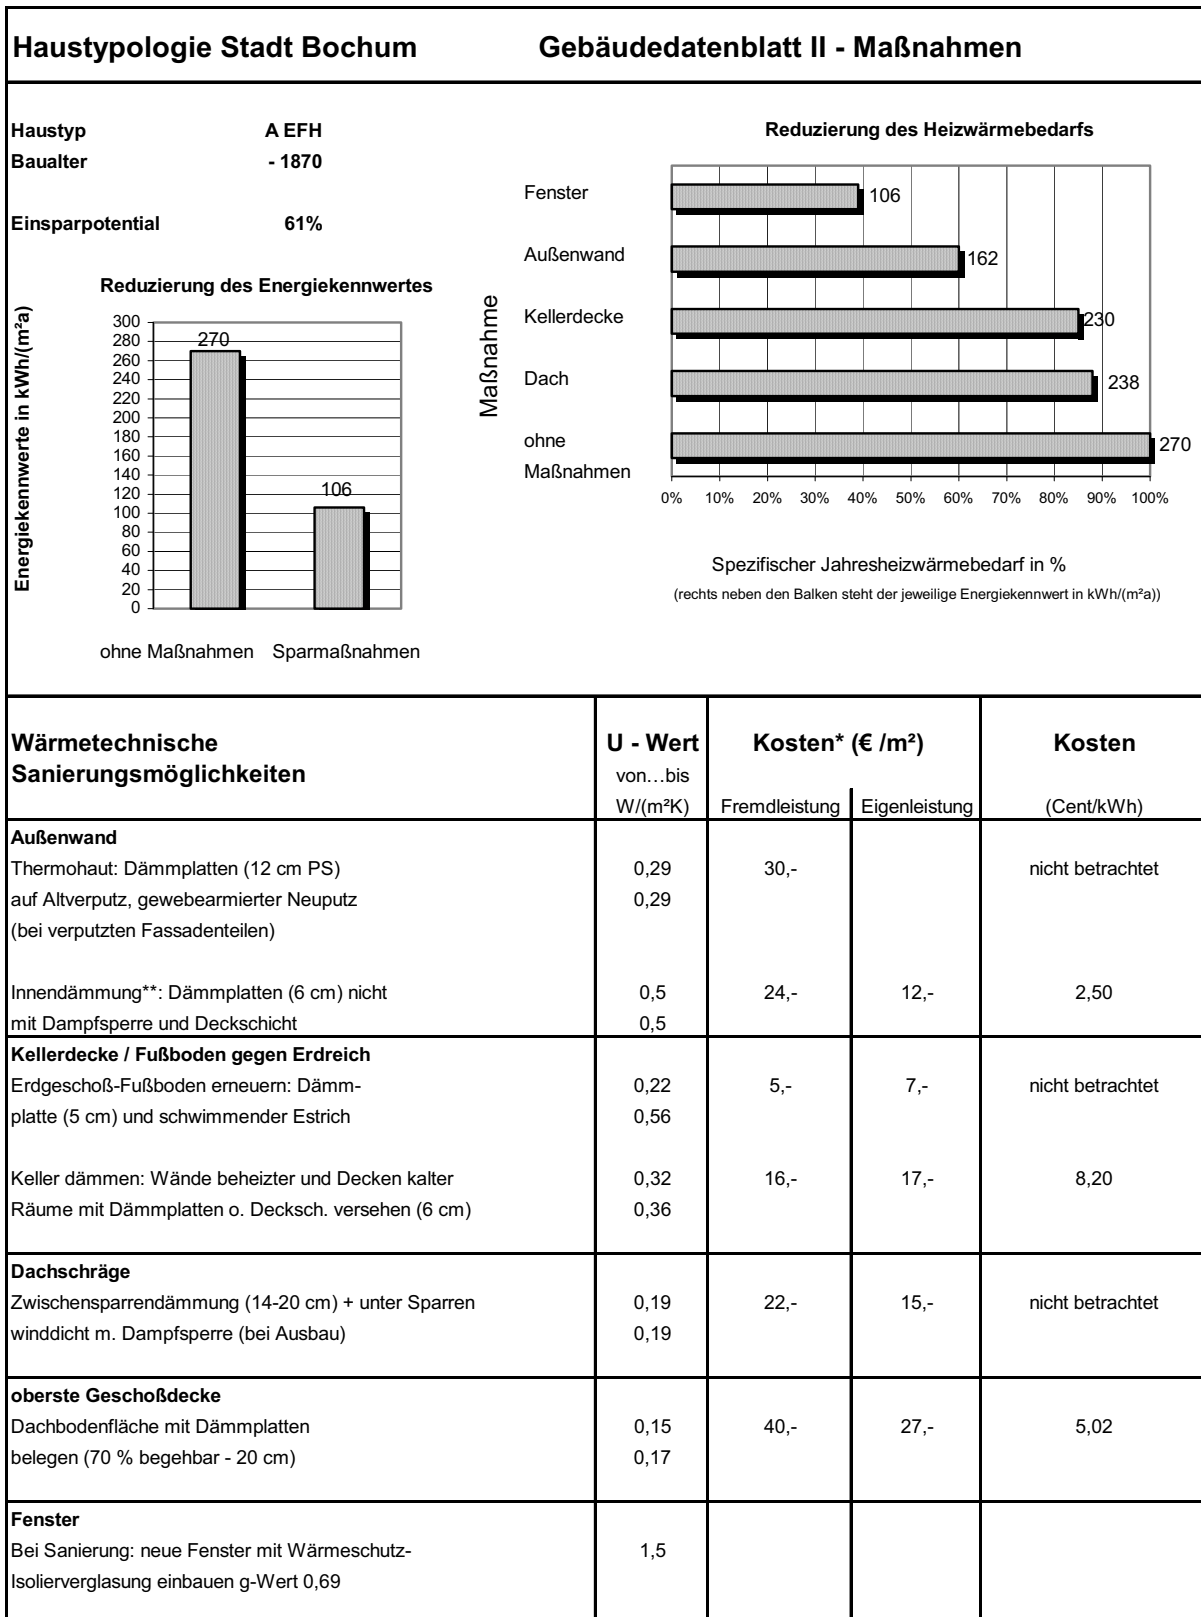 Haustypologie Stadt Bochum Gebäudedatenblatt II - Maßnahmen
Haustyp A EFH
Baualter - 1870
Einsparpotential 61%
Reduzierung des Energiekennwertes
Energiekennwerte in kWh/(m²a)
300
280
260
240
220
200
180
160
140
120
100
80
60
40
20
0
270
106
ohne Maßnahmen Sparmaßnahmen
Reduzierung des Heizwärmebedarfs
Maßnahme
Fenster 106
Außenwand 162
Kellerdecke 230
Dach 238
ohne
Maßnahmen 270
0% 10% 20% 30% 40% 50% 60% 70% 80% 90% 100%
Spezifischer Jahresheizwärmebedarf in %
(rechts neben den Balken steht der jeweilige Energiekennwert in kWh/(m²a))
Wärmetechnische U - Wert Kosten* (€ /m²) Kosten
Sanierungsmöglichkeiten von…bis
W/(m²K) Fremdleistung Eigenleistung (Cent/kWh)
Außenwand
Thermohaut: Dämmplatten (12 cm PS) 0,29 30,- nicht betrachtet
auf Altverputz, gewebearmierter Neuputz 0,29
(bei verputzten Fassadenteilen)
Innendämmung**: Dämmplatten (6 cm) nicht 0,5 24,- 12,- 2,50
mit Dampfsperre und Deckschicht 0,5
Kellerdecke / Fußboden gegen Erdreich
Erdgeschoß-Fußboden erneuern: Dämm- 0,22 5,- 7,- nicht betrachtet
platte (5 cm) und schwimmender Estrich 0,56
Keller dämmen: Wände beheizter und Decken kalter 0,32 16,- 17,- 8,20
Räume mit Dämmplatten o. Decksch. versehen (6 cm) 0,36
Dachschräge
Zwischensparrendämmung (14-20 cm) + unter Sparren 0,19 22,- 15,- nicht betrachtet
winddicht m. Dampfsperre (bei Ausbau) 0,19
oberste Geschoßdecke
Dachbodenfläche mit Dämmplatten 0,15 40,- 27,- 5,02
belegen (70 % begehbar - 20 cm) 0,17
Fenster
Bei Sanierung: neue Fenster mit Wärmeschutz- 1,5
Isolierverglasung einbauen g-Wert 0,69